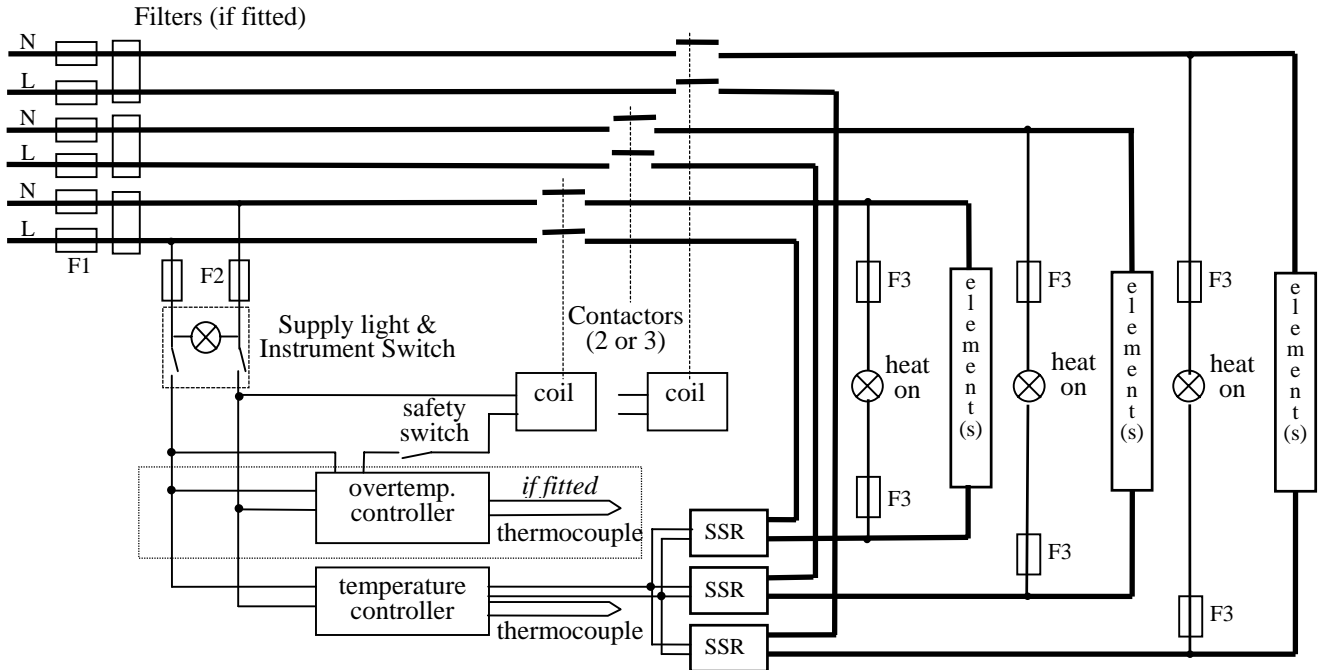 Filters (if fitted)
N
L
N
L
N
L
F1
F2
Supply light &
Instrument Switch
Contactors
(2 or 3)
coil
coil
safety
switch
overtemp.
controller
if fitted
thermocouple
temperature
controller
thermocouple
SSR
SSR
SSR
F3
heat
on
F3
element(s)
F3
heat
on
F3
element(s)
F3
heat
on
F3
element(s)